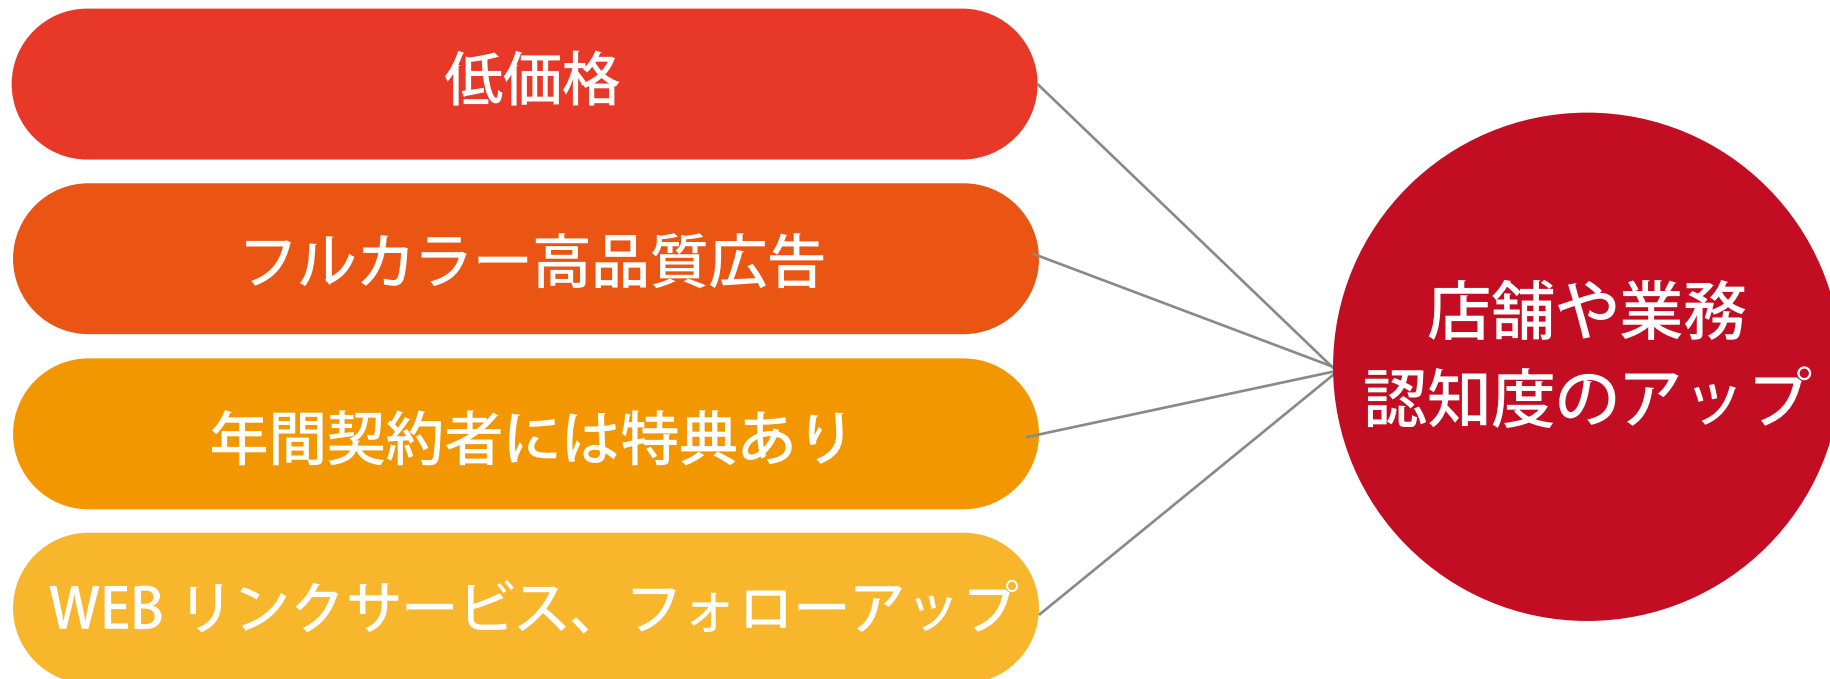 低価格
フルカラー高品質広告
年間契約者には特典あり
WEB リンクサービス、フォローアップ
店舗や業務
認知度のアップ